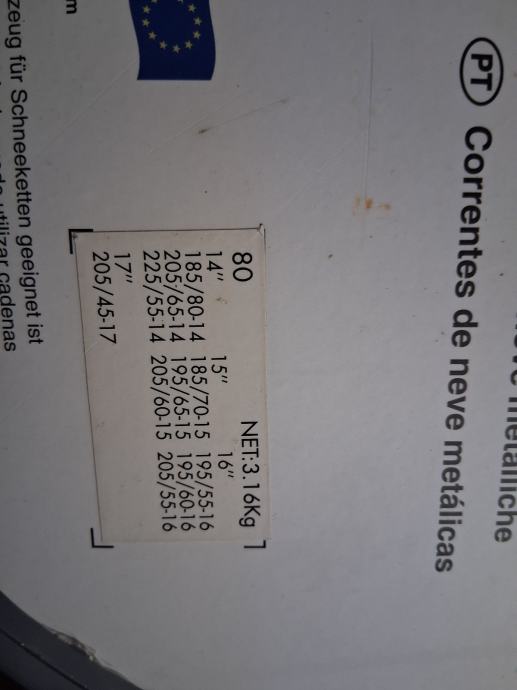 metalliche
PT Correntes de neve metálicas
80 NET:3.16Kg
14" 15" 16"
185/80-14 185/70-15 195/55-16
205/65-14 195/65-15 195/60-16
225/55-14 205/60-15 205/55-16
17"
205/45-17
m
zeug für Schneeketten geeignet ist
utilizar cadenas